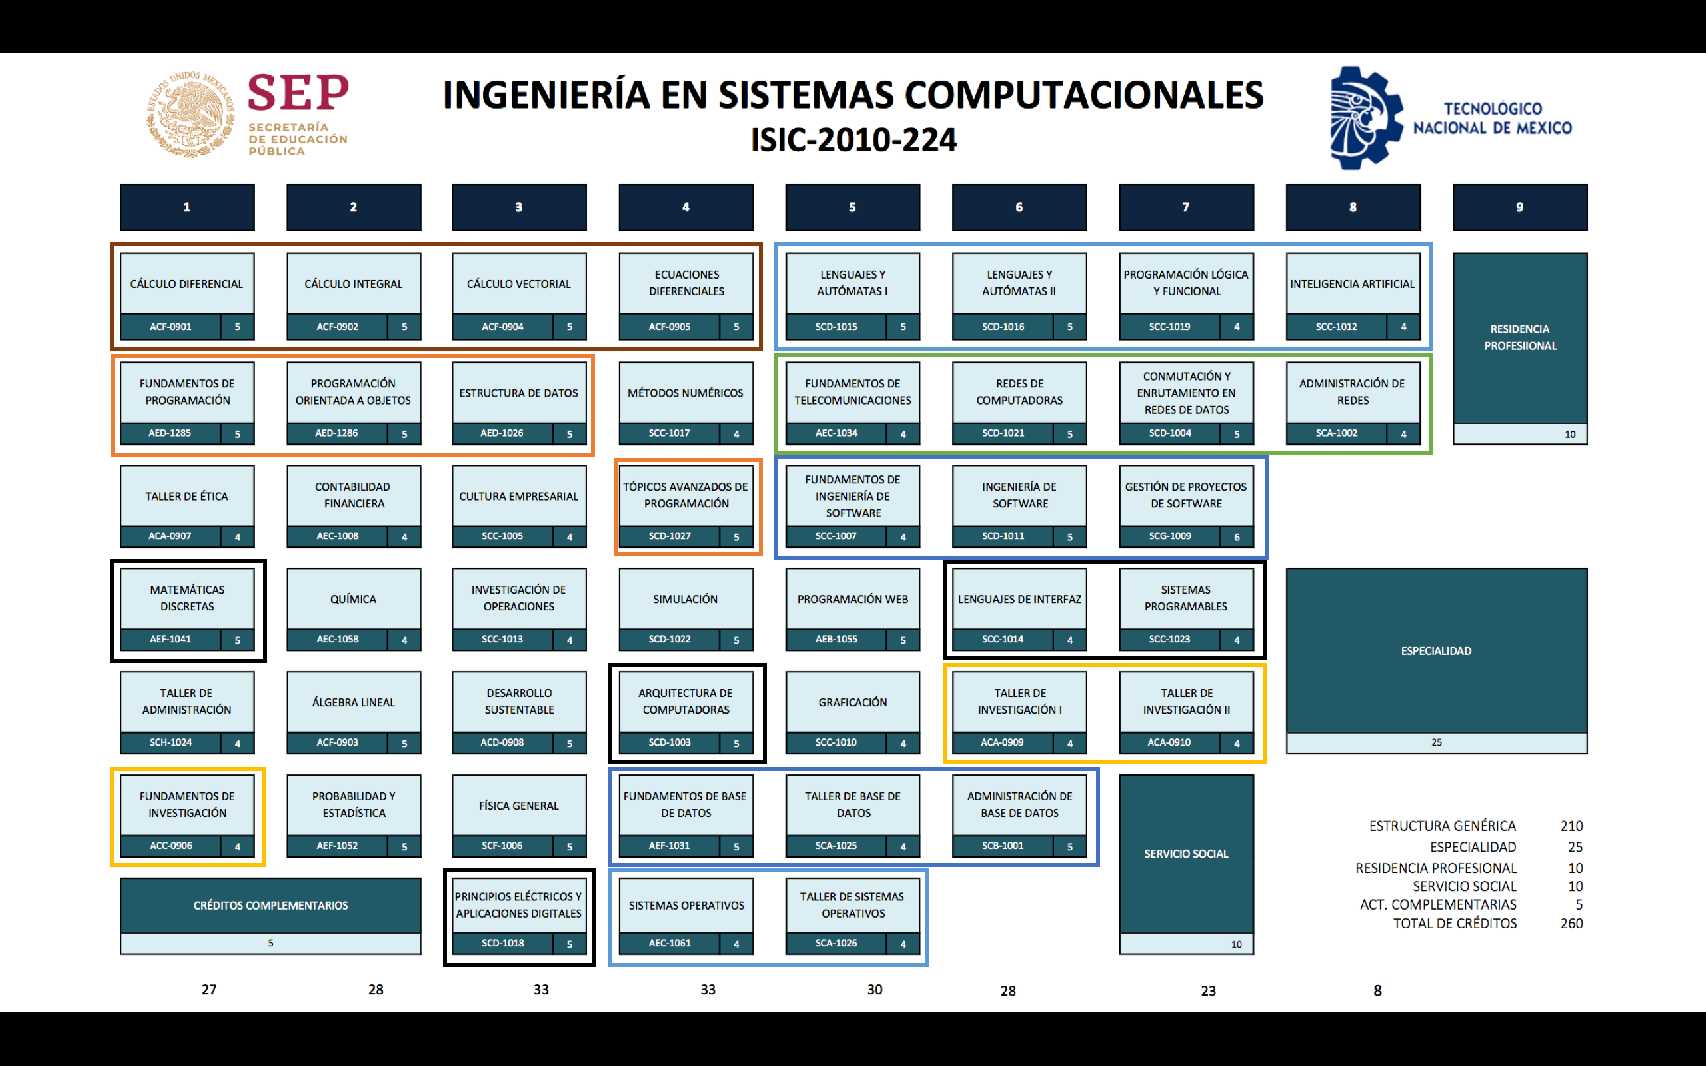 ESTADOS UNIDOS MEXICANOS
SEP
SECRETARÍA
DE EDUCACIÓN
PÚBLICA
INGENIERÍA EN SISTEMAS COMPUTACIONALES
ISIC-2010-224
TECNOLÓGICO
NACIONAL DE MEXICO
1 2 3 4 5 6 7 8 9
CÁLCULO DIFERENCIAL
ACF-0901 5
CÁLCULO INTEGRAL
ACF-0902 5
CÁLCULO VECTORIAL
ACF-0904 5
ECUACIONES
DIFERENCIALES
ACF-0905 5
LENGUAJES Y
AUTÓMATAS I
SCD-1015 5
LENGUAJES Y
AUTÓMATAS II
SCD-1016 5
PROGRAMACIÓN LÓGICA
Y FUNCIONAL
SCC-1019 4
INTELIGENCIA ARTIFICIAL
SCC-1012 4
RESIDENCIA
PROFESIIONAL
10
FUNDAMENTOS DE
PROGRAMACIÓN
AED-1285 5
PROGRAMACIÓN
ORIENTADA A OBJETOS
AED-1286 5
ESTRUCTURA DE DATOS
AED-1026 5
MÉTODOS NUMÉRICOS
SCC-1017 4
FUNDAMENTOS DE
TELECOMUNICACIONES
AEC-1034 4
REDES DE
COMPUTADORAS
SCD-1021 5
CONMUTACIÓN Y
ENRUTAMIENTO EN
REDES DE DATOS
SCD-1004 5
ADMINISTRACIÓN DE
REDES
SCA-1002 4
TALLER DE ÉTICA
ACA-0907 4
CONTABILIDAD
FINANCIERA
AEC-1008 4
CULTURA EMPRESARIAL
SCC-1005 4
TÓPICOS AVANZADOS DE
PROGRAMACIÓN
SCD-1027 5
FUNDAMENTOS DE
INGENIERÍA DE
SOFTWARE
SCC-1007 4
INGENIERÍA DE
SOFTWARE
SCD-1011 5
GESTIÓN DE PROYECTOS
DE SOFTWARE
SCG-1009 6
MATEMÁTICAS
DISCRETAS
AEF-1041 5
QUÍMICA
AEC-1058 4
INVESTIGACIÓN DE
OPERACIONES
SCC-1013 4
SIMULACIÓN
SCD-1022 5
PROGRAMACIÓN WEB
AEB-1055 5
LENGUAJES DE INTERFAZ
SCC-1014 4
SISTEMAS
PROGRAMABLES
SCC-1023 4
ESPECIALIDAD
25
TALLER DE
ADMINISTRACIÓN
SCH-1024 4
ÁLGEBRA LINEAL
ACF-0903 5
DESARROLLO
SUSTENTABLE
ACD-0908 5
ARQUITECTURA DE
COMPUTADORAS
SCD-1003 5
GRAFICACIÓN
SCC-1010 4
TALLER DE
INVESTIGACIÓN I
ACA-0909 4
TALLER DE
INVESTIGACIÓN II
ACA-0910 4
FUNDAMENTOS DE
INVESTIGACIÓN
ACC-0906 4
PROBABILIDAD Y
ESTADÍSTICA
AEF-1052 5
FÍSICA GENERAL
SCF-1006 5
FUNDAMENTOS DE BASE
DE DATOS
AEF-1031 5
TALLER DE BASE DE
DATOS
SCA-1025 4
ADMINISTRACIÓN DE
BASE DE DATOS
SCB-1001 5
SERVICIO SOCIAL
10
ESTRUCTURA GENÉRICA 210
ESPECIALIDAD 25
RESIDENCIA PROFESIONAL 10
SERVICIO SOCIAL 10
ACT. COMPLEMENTARIAS 5
TOTAL DE CRÉDITOS 260
CRÉDITOS COMPLEMENTARIOS
5
PRINCIPIOS ELÉCTRICOS Y
APLICACIONES DIGITALES
SCD-1018 5
SISTEMAS OPERATIVOS
AEC-1061 4
TALLER DE SISTEMAS
OPERATIVOS
SCA-1026 4
27 28 33 33 30 28 23 8